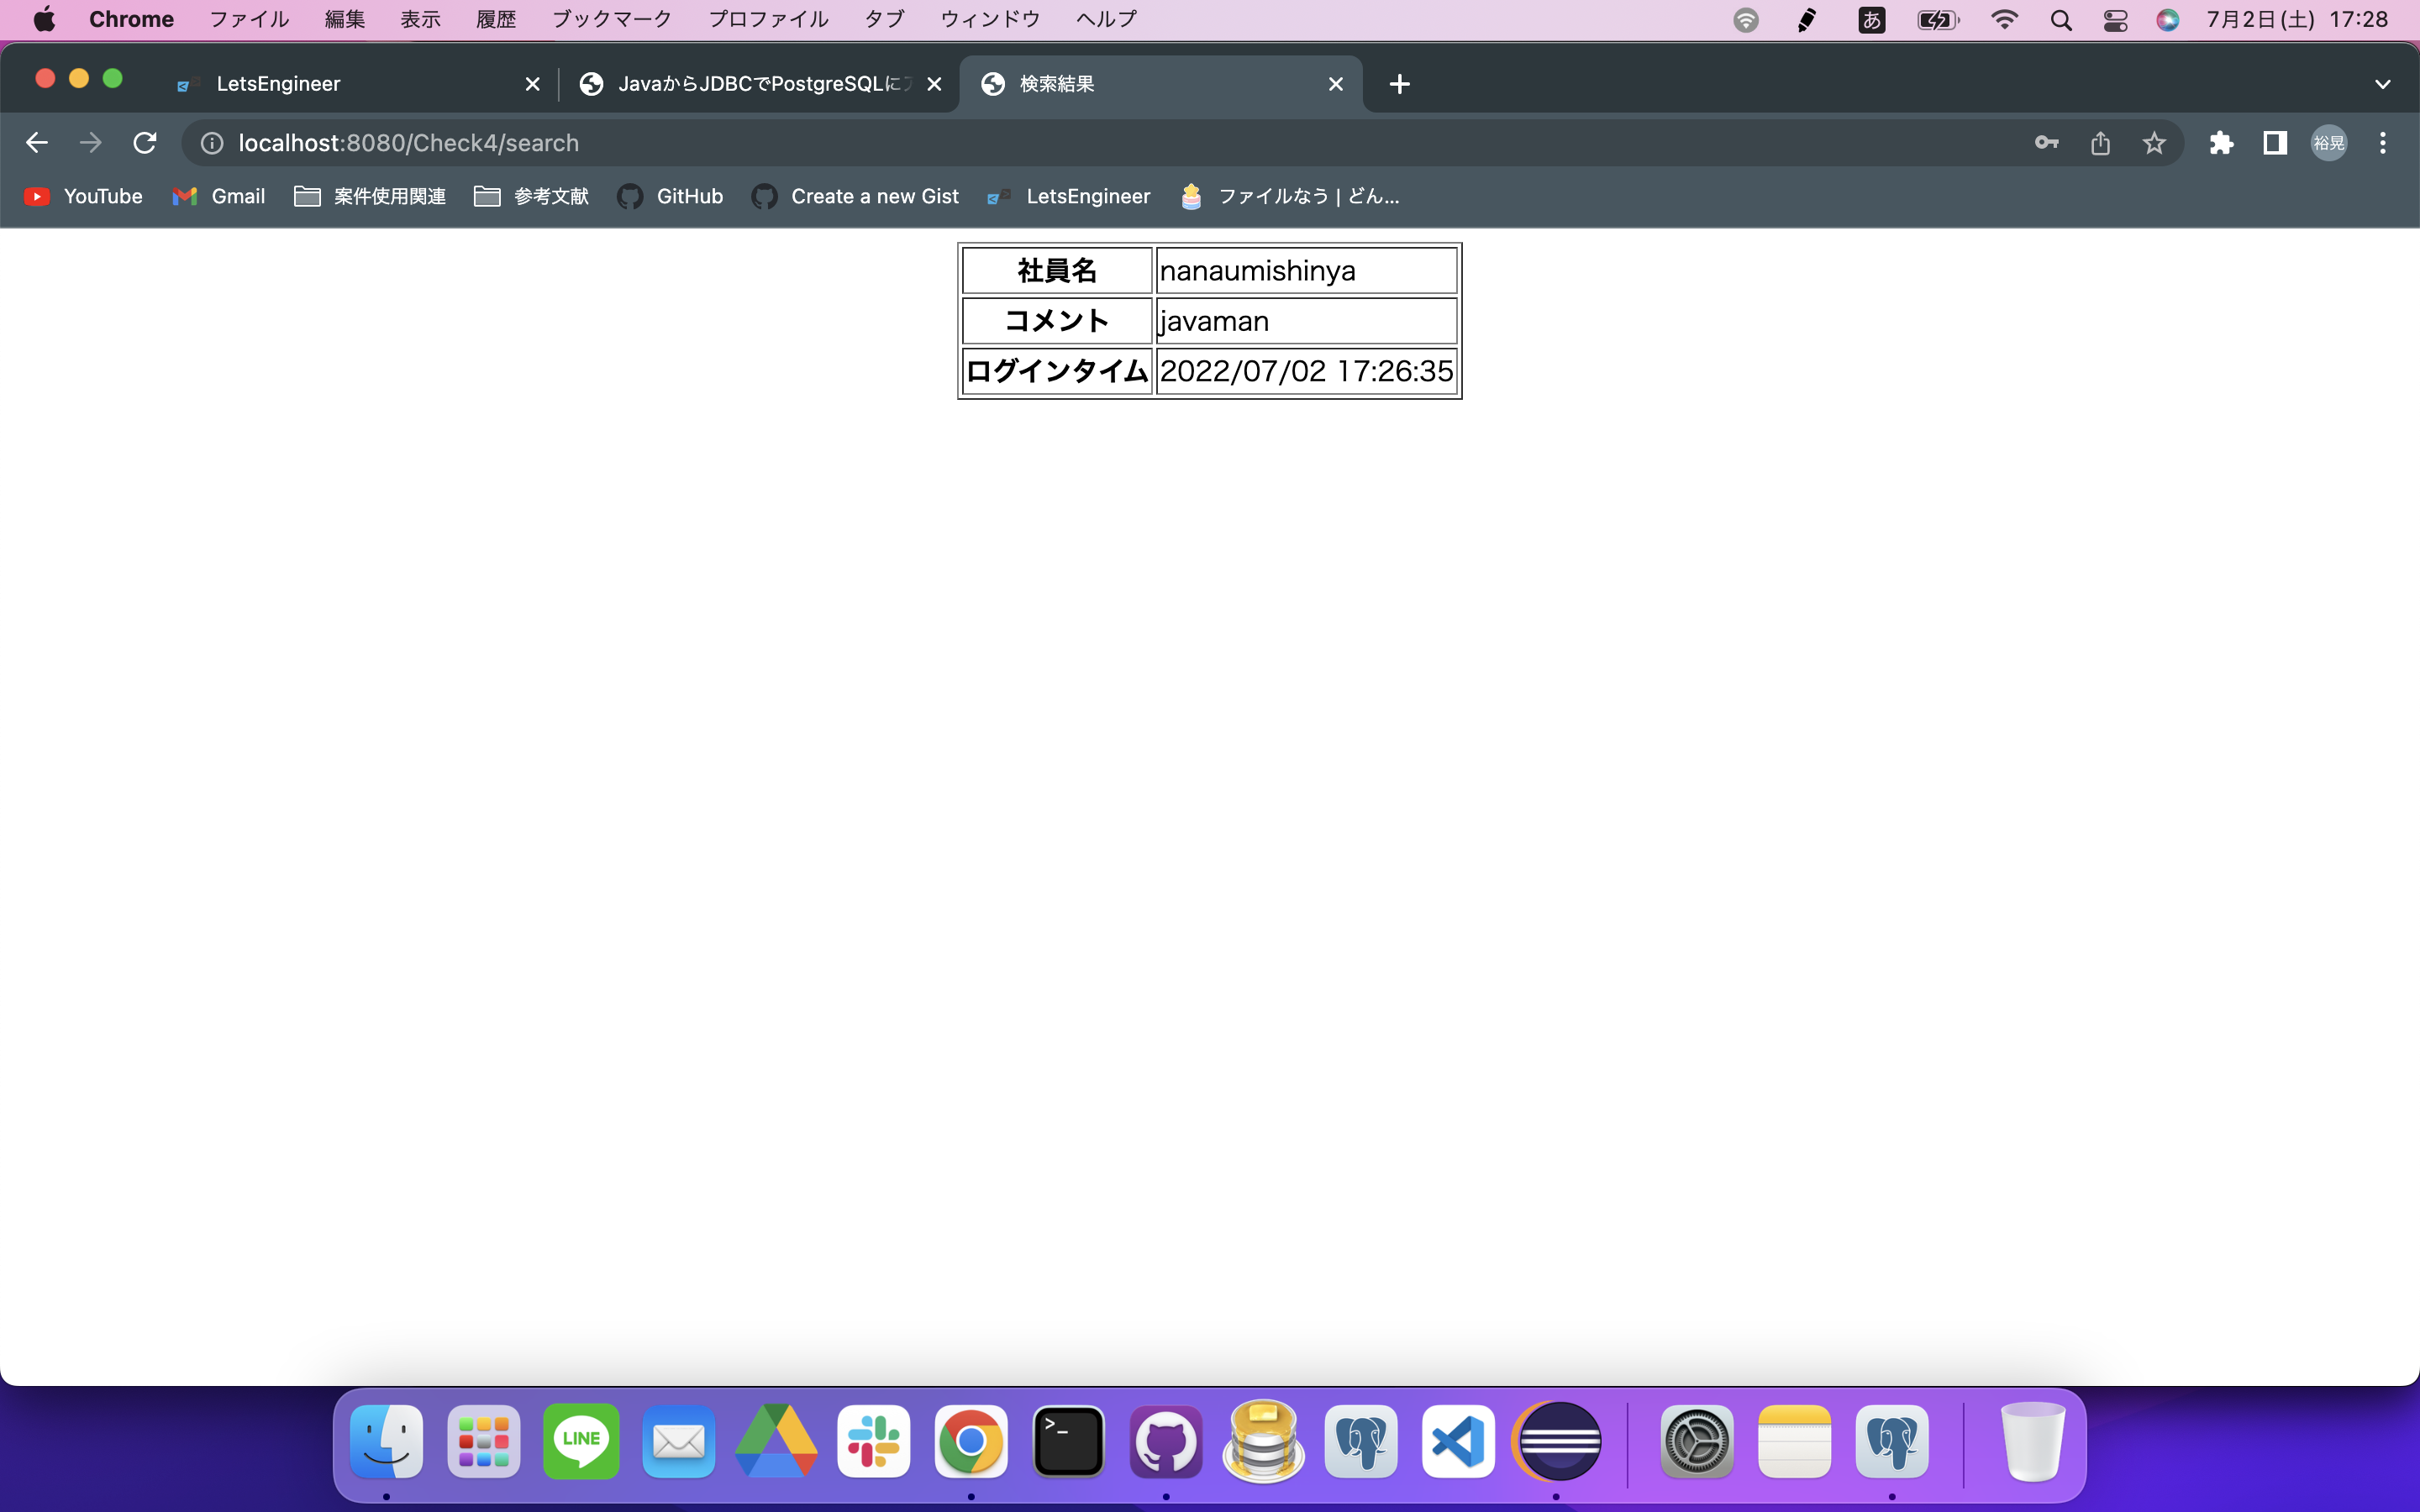 Chrome ファイル 編集 表示 履歴 ブックマーク プロファイル タブ ウィンドウ ヘルプ あ 7月2日(土) 17:28
LetsEngineer JavaからJDBCでPostgreSQLに 検索結果
localhost:8080/Check4/search 裕晃
YouTube Gmail 案件使用関連 参考文献 GitHub Create a new Gist LetsEngineer ファイルなう | どん...
社員名 nanaumishinya
コメント javaman
ログインタイム 2022/07/02 17:26:35
LINE >_